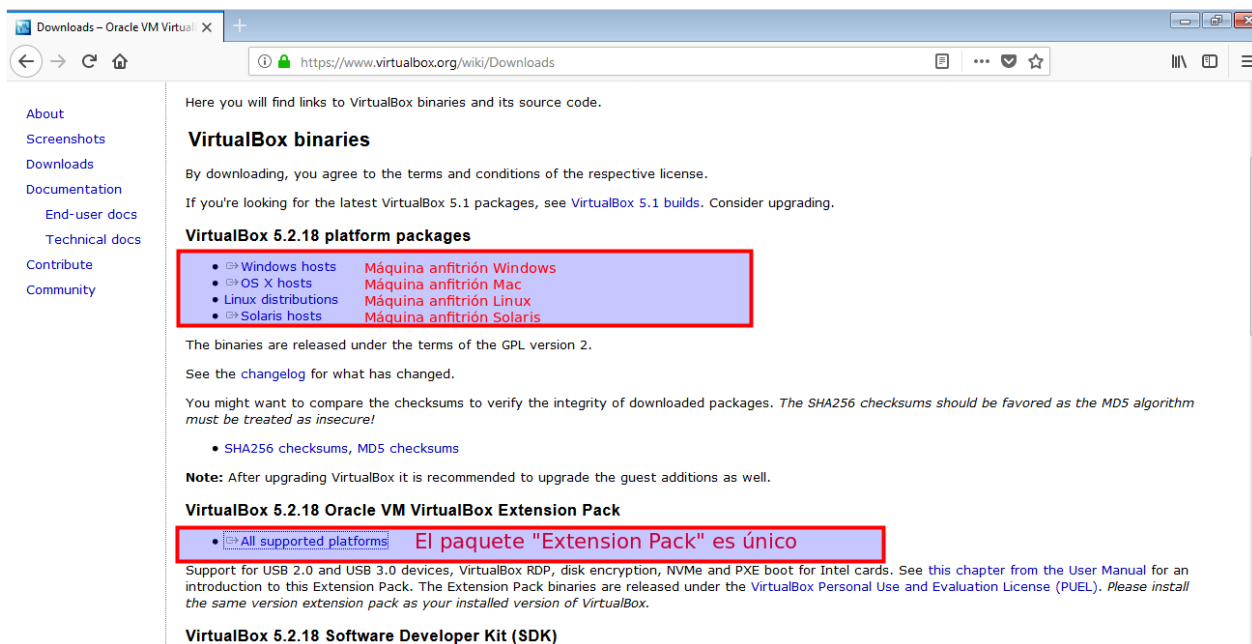 Downloads – Oracle VM Virtual
https://www.virtualbox.org/wiki/Downloads
About
Screenshots
Downloads
Documentation
End-user docs
Technical docs
Contribute
Community
Here you will find links to VirtualBox binaries and its source code.
VirtualBox binaries
By downloading, you agree to the terms and conditions of the respective license.
If you're looking for the latest VirtualBox 5.1 packages, see VirtualBox 5.1 builds. Consider upgrading.
VirtualBox 5.2.18 platform packages
Windows hosts Máquina anfitrión Windows
OS X hosts Máquina anfitrión Mac
Linux distributions Máquina anfitrión Linux
Solaris hosts Máquina anfitrión Solaris
The binaries are released under the terms of the GPL version 2.
See the changelog for what has changed.
You might want to compare the checksums to verify the integrity of downloaded packages. The SHA256 checksums should be favored as the MD5 algorithm
must be treated as insecure!
SHA256 checksums, MD5 checksums
Note: After upgrading VirtualBox it is recommended to upgrade the guest additions as well.
VirtualBox 5.2.18 Oracle VM VirtualBox Extension Pack
All supported platforms El paquete "Extension Pack" es único
Support for USB 2.0 and USB 3.0 devices, VirtualBox RDP, disk encryption, NVMe and PXE boot for Intel cards. See this chapter from the User Manual for an
introduction to this Extension Pack. The Extension Pack binaries are released under the VirtualBox Personal Use and Evaluation License (PUEL). Please install
the same version extension pack as your installed version of VirtualBox.
VirtualBox 5.2.18 Software Developer Kit (SDK)